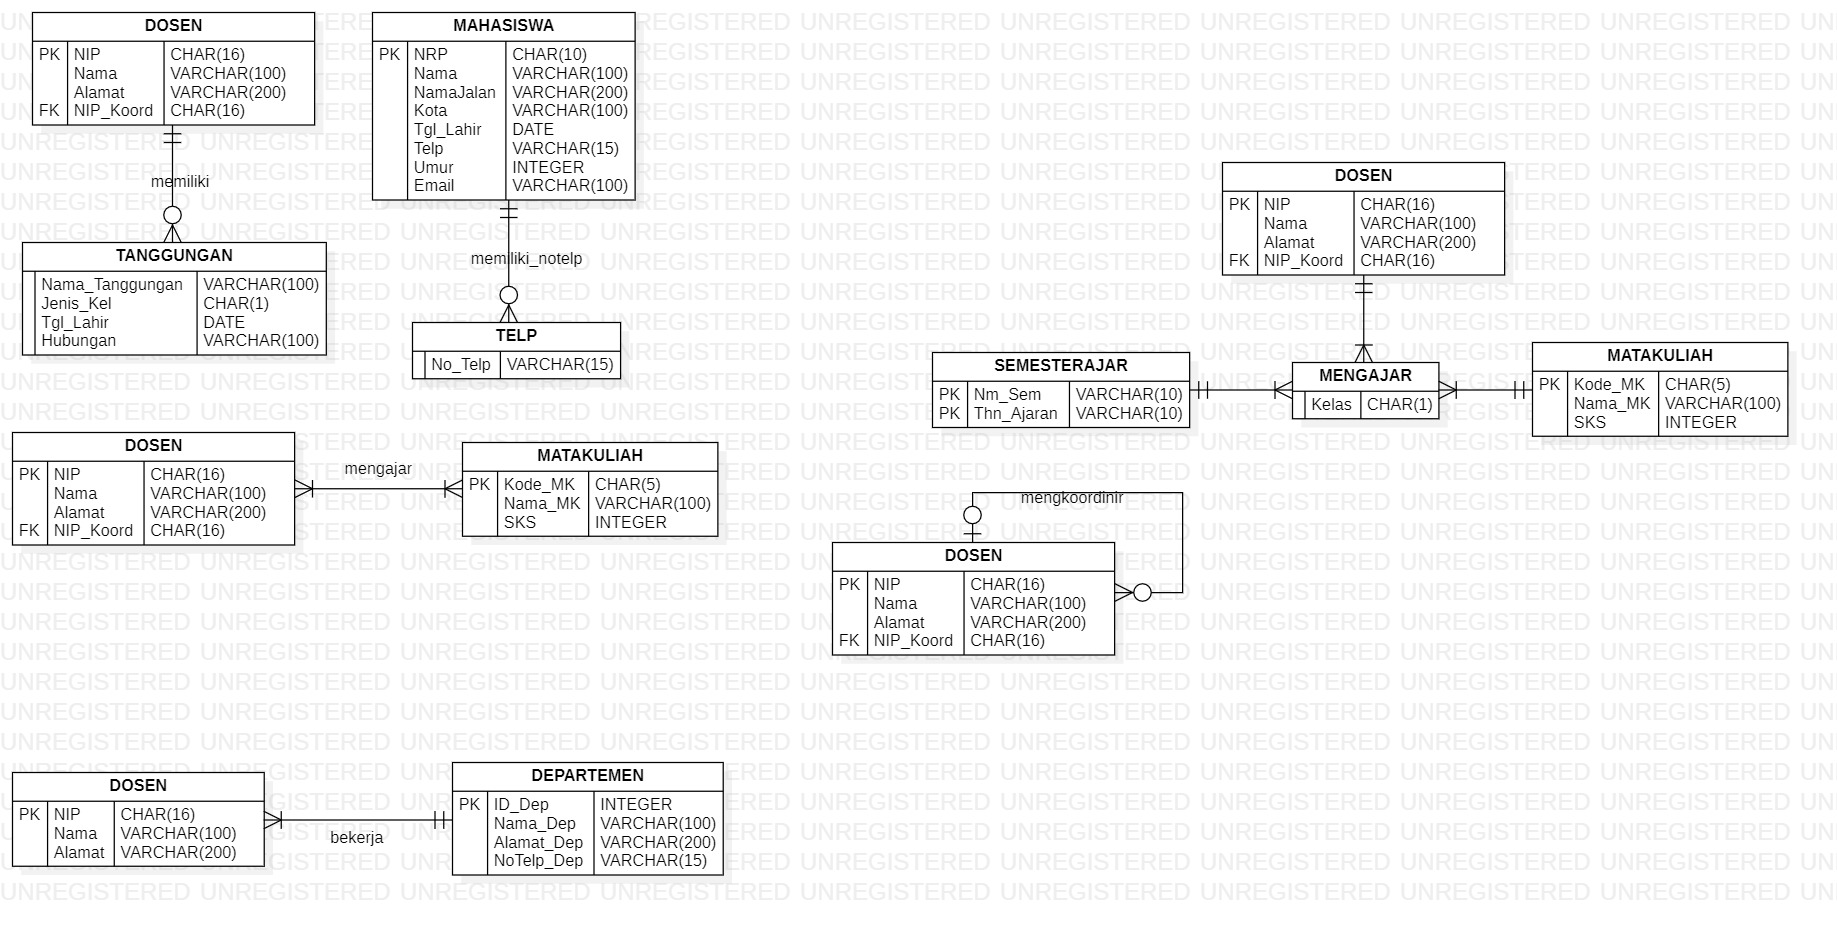 DOSEN
PK NIP CHAR(16)
Nama VARCHAR(100)
Alamat VARCHAR(200)
FK NIP_Koord CHAR(16)
memiliki
TANGGUNGAN
Nama_Tanggungan VARCHAR(100)
Jenis_Kel CHAR(1)
Tgl_Lahir DATE
Hubungan VARCHAR(100)
MAHASISWA
PK NRP CHAR(10)
Nama VARCHAR(100)
NamaJalan VARCHAR(200)
Kota VARCHAR(100)
Tgl_Lahir DATE
Telp VARCHAR(15)
Umur INTEGER
Email VARCHAR(100)
memiliki_notelp
TELP
No_Telp VARCHAR(15)
DOSEN
PK NIP CHAR(16)
Nama VARCHAR(100)
Alamat VARCHAR(200)
FK NIP_Koord CHAR(16)
mengajar
MATAKULIAH
PK Kode_MK CHAR(5)
Nama_MK VARCHAR(100)
SKS INTEGER
DOSEN
PK NIP CHAR(16)
Nama VARCHAR(100)
Alamat VARCHAR(200)
bekerja
DEPARTEMEN
PK ID_Dep INTEGER
Nama_Dep VARCHAR(100)
Alamat_Dep VARCHAR(200)
NoTelp_Dep VARCHAR(15)
DOSEN
PK NIP CHAR(16)
Nama VARCHAR(100)
Alamat VARCHAR(200)
FK NIP_Koord CHAR(16)
SEMESTERAJAR
PK Nm_Sem VARCHAR(10)
PK Thn_Ajaran VARCHAR(10)
MENGAJAR
Kelas CHAR(1)
MATAKULIAH
PK Kode_MK CHAR(5)
Nama_MK VARCHAR(100)
SKS INTEGER
mengkoordinir
DOSEN
PK NIP CHAR(16)
Nama VARCHAR(100)
Alamat VARCHAR(200)
FK NIP_Koord CHAR(16)
UNREGISTERED